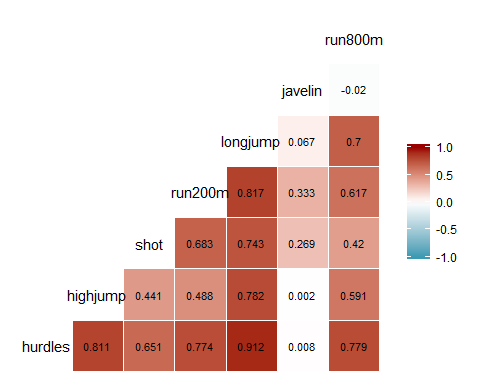 run800m
javelin -0.02
longjump 0.067 0.7
run200m 0.817 0.333 0.617
shot 0.683 0.743 0.269 0.42
highjump 0.441 0.488 0.782 0.002 0.591
hurdles 0.811 0.651 0.774 0.912 0.008 0.779
1.0
0.5
0.0
-0.5
-1.0